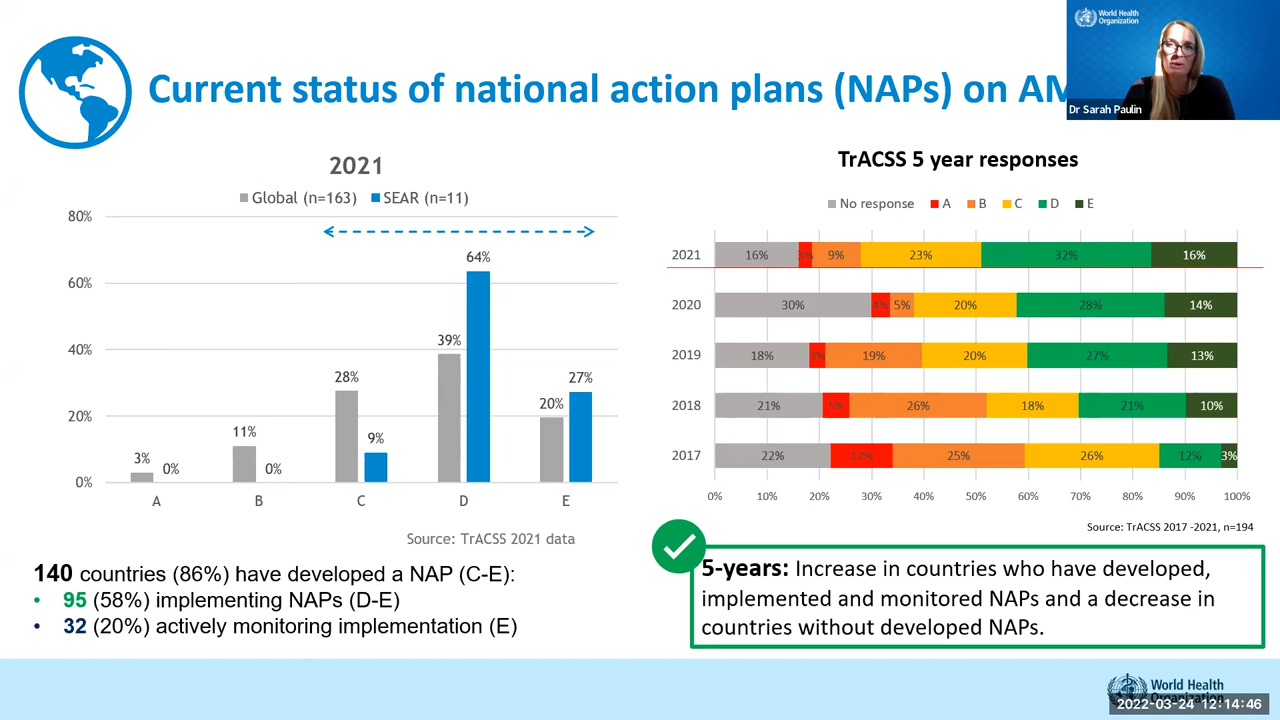 World Health
Organization
Dr Sarah Paulin
Current status of national action plans (NAPs) on AM
2021
Global (n=163) SEAR (n=11)
80%
60%
40%
20%
0%
3%
0%
11%
0%
28%
9%
39%
64%
20%
27%
A B C D E
Source: TrACSS 2021 data
140 countries (86%) have developed a NAP (C-E):
• 95 (58%) implementing NAPs (D-E)
• 32 (20%) actively monitoring implementation (E)
TrACSS 5 year responses
No response A B C D E
2021 16% 3% 9% 23% 32% 16%
2020 30% 4% 5% 20% 28% 14%
2019 18% 19% 20% 27% 13%
2018 21% 5% 26% 18% 21% 10%
2017 22% 12% 25% 26% 12% 3%
0% 10% 20% 30% 40% 50% 60% 70% 80% 90% 100%
Source: TrACSS 2017 -2021, n=194
5-years: Increase in countries who have developed,
implemented and monitored NAPs and a decrease in
countries without developed NAPs.
World Health
Organization
2022-03-24 12:14:46